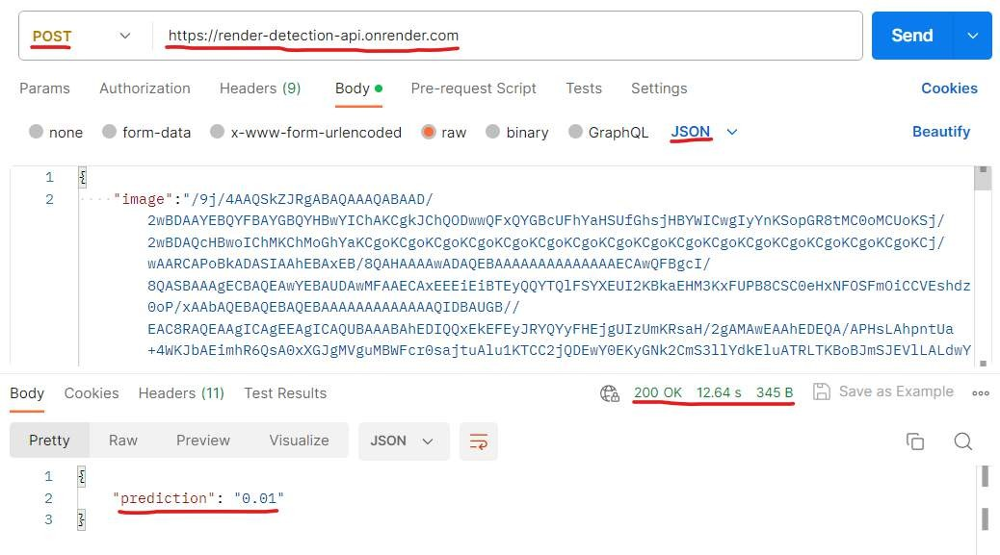 POST https://render-detection-api.onrender.com Send
Params Authorization Headers (9) Body Pre-request Script Tests Settings Cookies
none form-data x-www-form-urlencoded raw binary GraphQL JSON Beautify
1 {
2 "image":"/9j/4AAQSkZJRgABAQAAAQABAAD/
2wBDAAYEBQYFBAYGBQYHBwYIChAKCgkJChQODwwQFxQYGBcUFhYaHSUfGhsjHBYWICwgIyYnKSopGR8tMC0oMCUoKSj/
2wBDAQcHBwoIChMKChMoGhYaKCgoKCgoKCgoKCgoKCgoKCgoKCgoKCgoKCgoKCgoKCgoKCgoKCgoKCgoKCgoKCgoKCj/
wAARCAPoBkADASIAAhEBAxEB/8QAHAAAAwADAQEBAAAAAAAAAAAAAAECAwQFBgcI/
8QASBAAAgECBAQEAwYEBAUDAwMFAAECAxEEEiEiBTEyQQYTQlFSYXEUI2KBkaEHM3KxFUPB8CSC0eHxNFOSFmOiCCVEshdz
0oP/xAAbAQEBAQEBAQEBAAAAAAAAAAAAAQIDBAUGB//
EAC8RAQEAAgICAgEEAgICAQUBAAABAhEDIQQxEkEFEyJRYQYyFHEjgUIzUmKRsaH/2gAMAwEAAhEDEQA/APHsLAhpntUa
+4WKJbAEimhR6QsA0xXGJgMVguMBWFcr0sajtuAlu1KTCC2jQDEwY0EKyGNk2CmS3llYdkEluATRLTKBoBJmSJEVlLALdwY
Body Cookies Headers (11) Test Results 200 OK 12.64 s 345 B Save as Example
Pretty Raw Preview Visualize JSON
1 {
2 "prediction": "0.01"
3 }